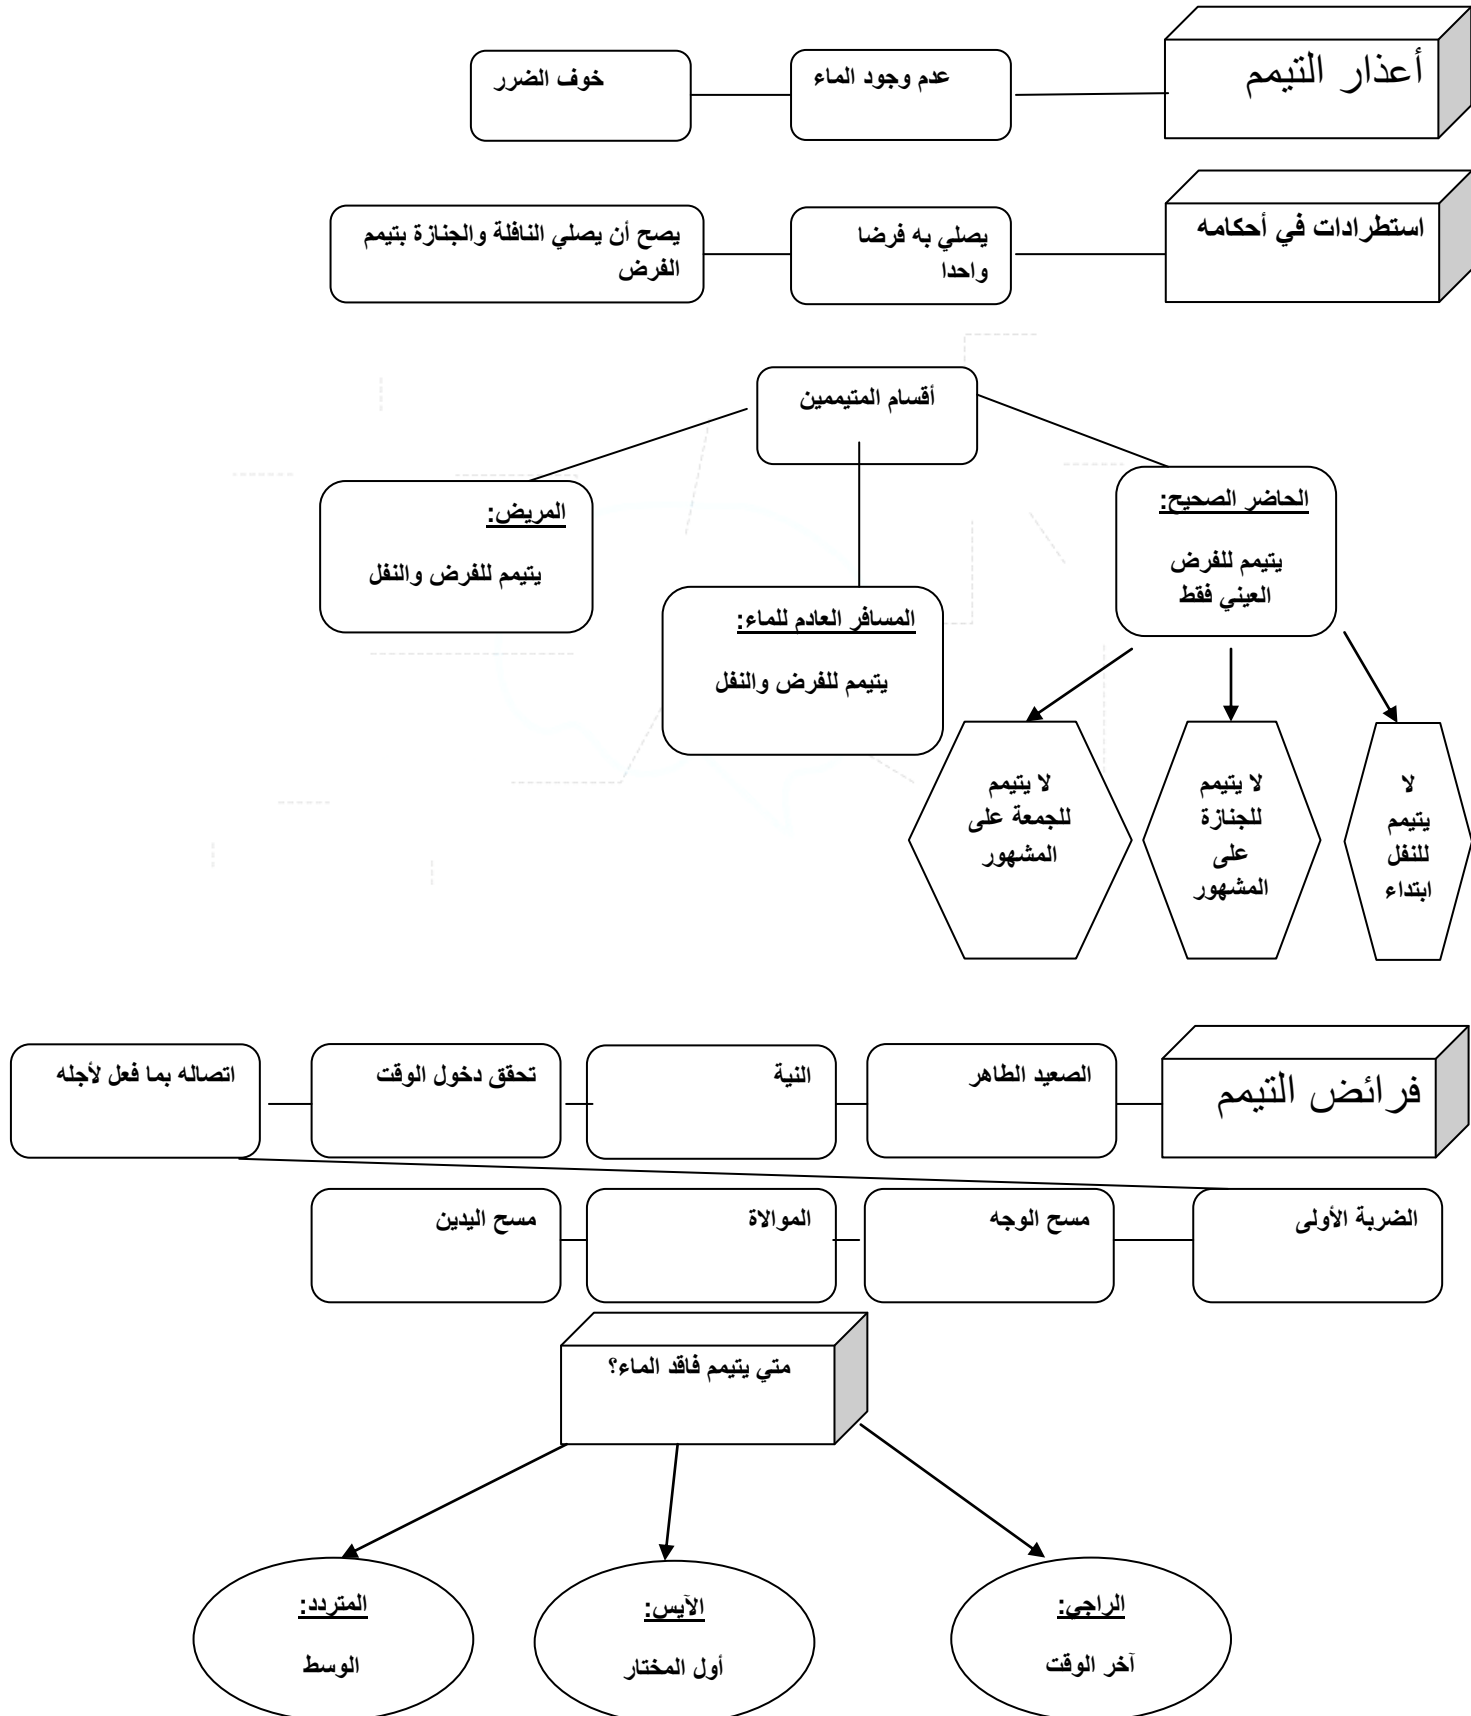 أعذار التيمم
عدم وجود الماء
خوف الضرر
استطرادات في أحكامه
يصلي به فرضا
واحدا
يصح أن يصلي النافلة والجنازة بتيمم
الفرض
أقسام المتيممين
الحاضر الصحيح:
يتيمم للفرض
العيني فقط
المسافر العادم للماء:
يتيمم للفرض والنفل
المريض:
يتيمم للفرض والنفل
لا
يتيمم
للنفل
ابتداء
لا يتيمم
للجنازة
على
المشهور
لا يتيمم
للجمعة على
المشهور
فرائض التيمم
الصعيد الطاهر
النية
تحقق دخول الوقت
اتصاله بما فعل لأجله
الضربة الأولى
مسح الوجه
الموالاة
مسح اليدين
متي يتيمم فاقد الماء؟
الراجي:
آخر الوقت
الآيس:
أول المختار
المتردد:
الوسط